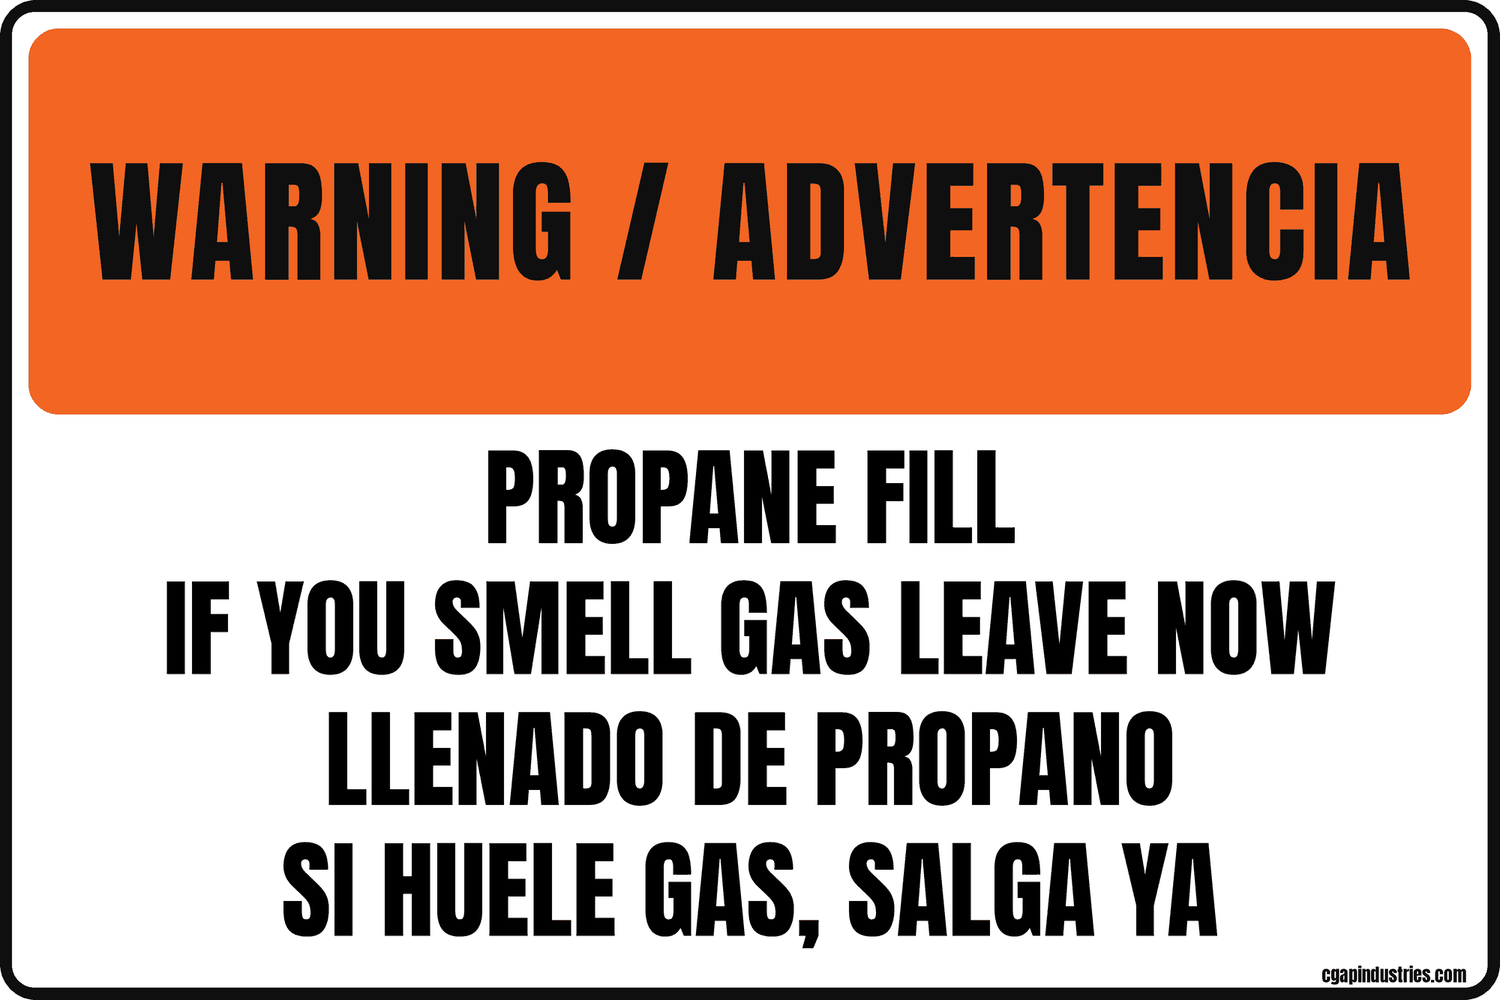 WARNING / ADVERTENCIA
PROPANE FILL
IF YOU SMELL GAS LEAVE NOW
LLENADO DE PROPANO
SI HUELE GAS, SALGA YA
cgapindustries.com